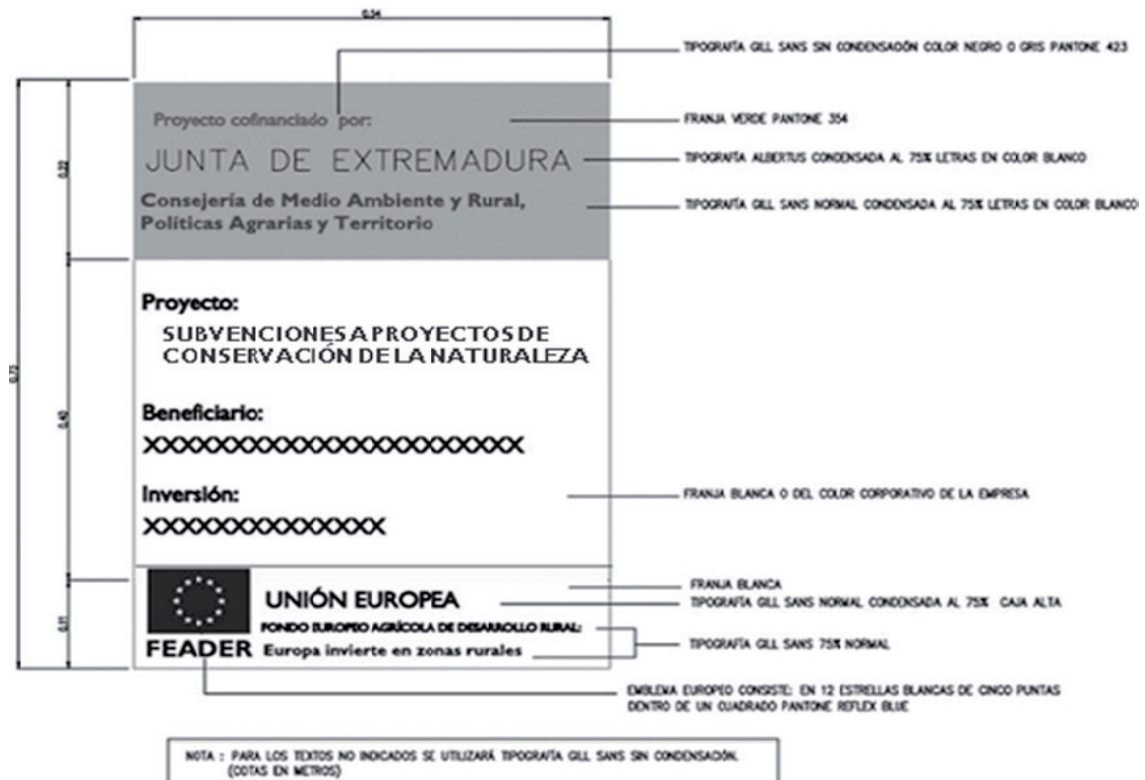 0,54
TIPOGRAFÍA GILL SANS SIN CONDENSACIÓN COLOR NEGRO O GRIS PANTONE 423
Proyecto cofinanciado por:
FRANJA VERDE PANTONE 354
JUNTA DE EXTREMADURA
TIPOGRAFÍA ALBERTUS CONDENSADA AL 75% LETRAS EN COLOR BLANCO
0,22
Consejería de Medio Ambiente y Rural,
Políticas Agrarias y Territorio
TIPOGRAFÍA GILL SANS NORMAL CONDENSADA AL 75% LETRAS EN COLOR BLANCO
Proyecto:
SUBVENCIONES A PROYECTOS DE
CONSERVACIÓN DE LA NATURALEZA
0,73
0,40
Beneficiario:
XXXXXXXXXXXXXXXXXXXXXXXX
Inversión:
FRANJA BLANCA O DEL COLOR CORPORATIVO DE LA EMPRESA
XXXXXXXXXXXXXXX
FRANJA BLANCA
UNIÓN EUROPEA
TIPOGRAFÍA GILL SANS NORMAL CONDENSADA AL 75% CAJA ALTA
0,11
FONDO EUROPEO AGRÍCOLA DE DESARROLLO RURAL:
TIPOGRAFÍA GILL SANS 75% NORMAL
FEADER Europa invierte en zonas rurales
EMBLEMA EUROPEO CONSISTE: EN 12 ESTRELLAS BLANCAS DE CINCO PUNTAS
DENTRO DE UN CUADRADO PANTONE REFLEX BLUE
NOTA : PARA LOS TEXTOS NO INDICADOS SE UTILIZARÁ TIPOGRAFÍA GILL SANS SIN CONDENSACIÓN.
(COTAS EN METROS)